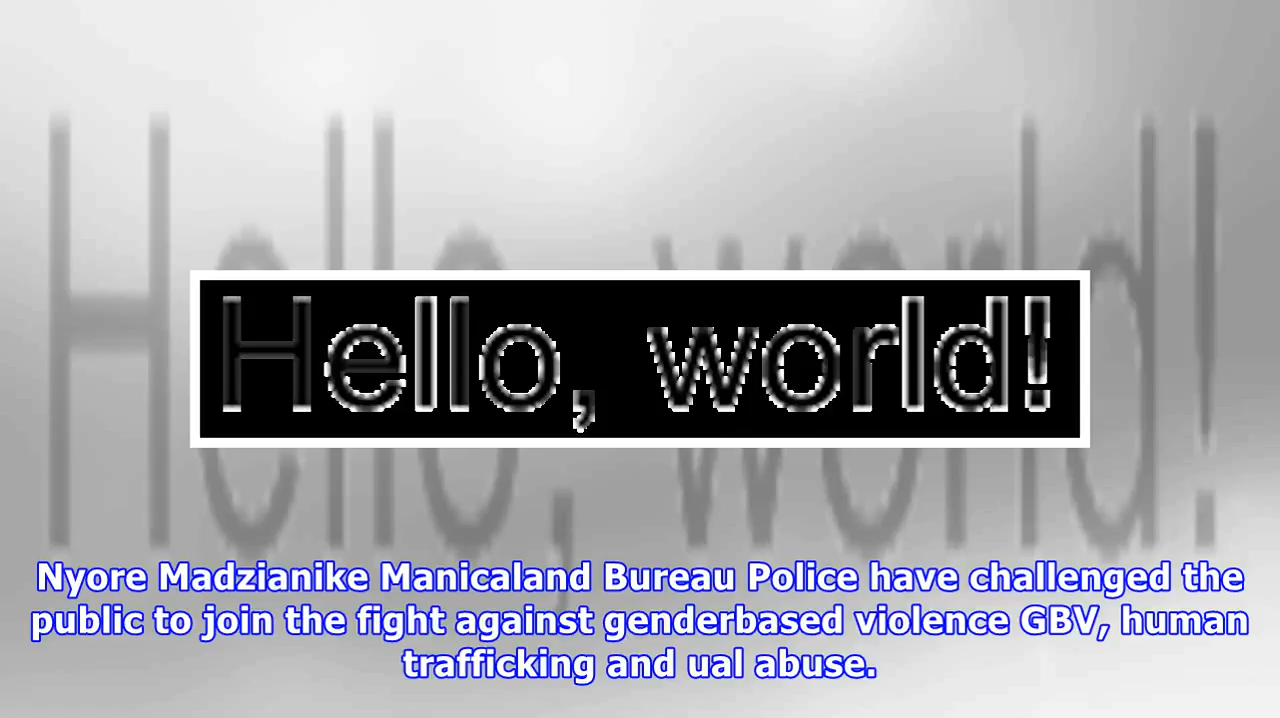 Hello, world!
Hello, world!
Nyore Madzianike Manicaland Bureau Police have challenged the
public to join the fight against genderbased violence GBV, human
trafficking and ual abuse.